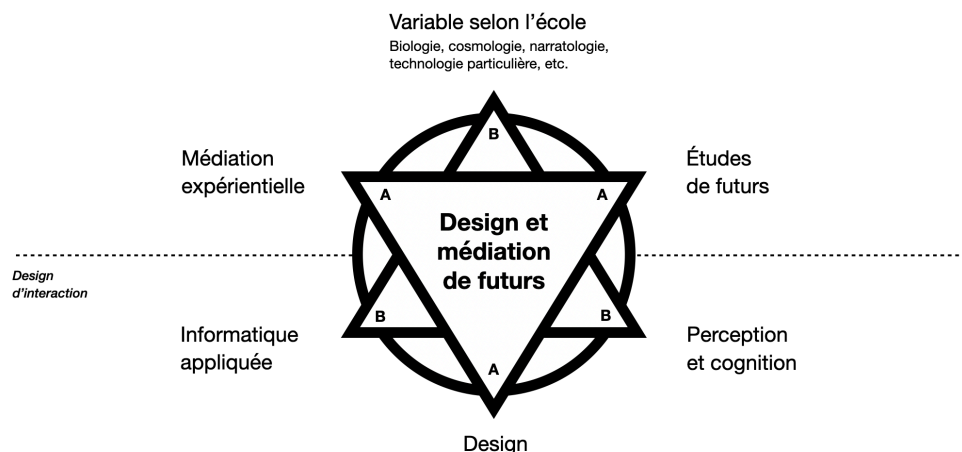 Variable selon l’école
Biologie, cosmologie, narratologie,
technologie particulière, etc.
B
Médiation
expérientielle
Études
de futurs
A
A
Design et
médiation
de futurs
Design
d’interaction
B
B
Informatique
appliquée
Perception
et cognition
A
Design